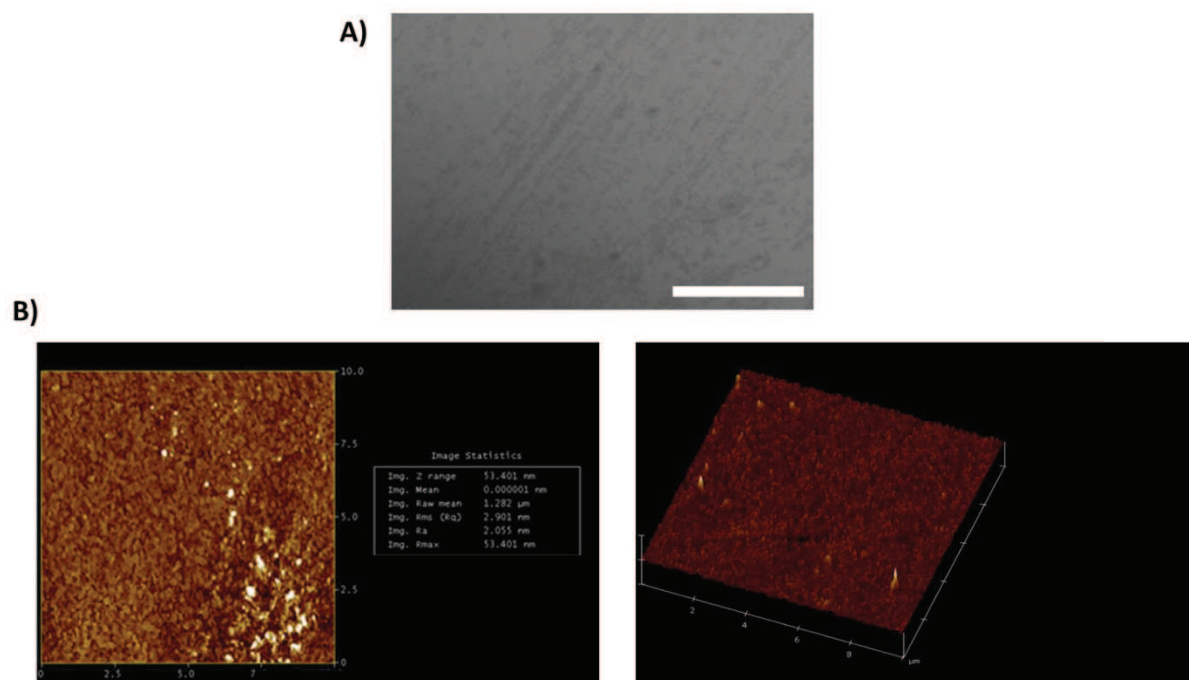 A)
B)
10.0
7.5
5.0
2.5
0
0 2.5 5.0 7
Image Statistics
Img. Z range 53.401 nm
Img. Mean 0.000001 nm
Img. Raw mean 1.282 µm
Img. Rms (Rq) 2.901 nm
Img. Ra 2.055 nm
Img. Rmax 53.401 nm
2
4
6
8
µm